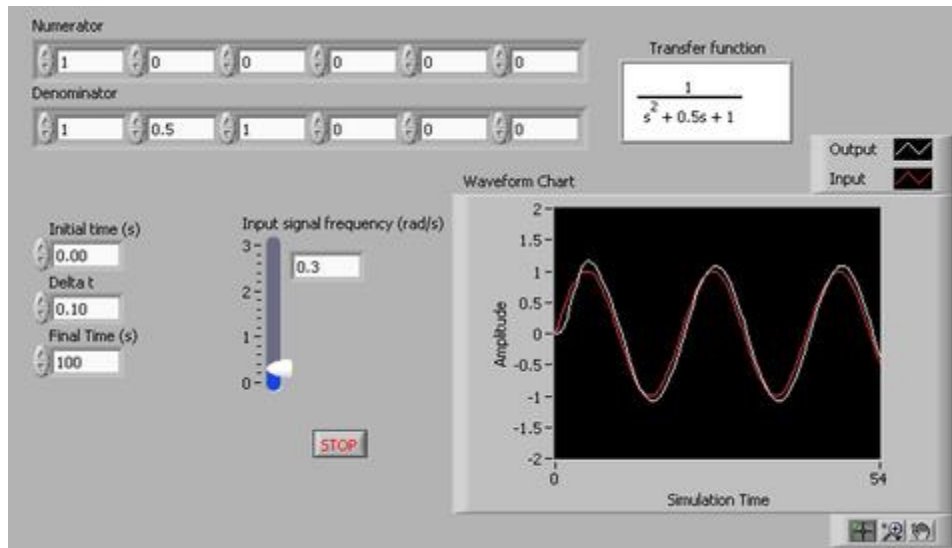 Numerator
1 0 0 0 0 0
Denominator
1 0.5 1 0 0 0
Transfer function
1
s² + 0.5s + 1
Output
Input
Waveform Chart
Initial time (s)
0.00
Delta t
0.10
Final Time (s)
100
Input signal frequency (rad/s)
0.3
3
2
1
0
STOP
Amplitude
2
1.5
1
0.5
0
-0.5
-1
-1.5
-2
0 54
Simulation Time